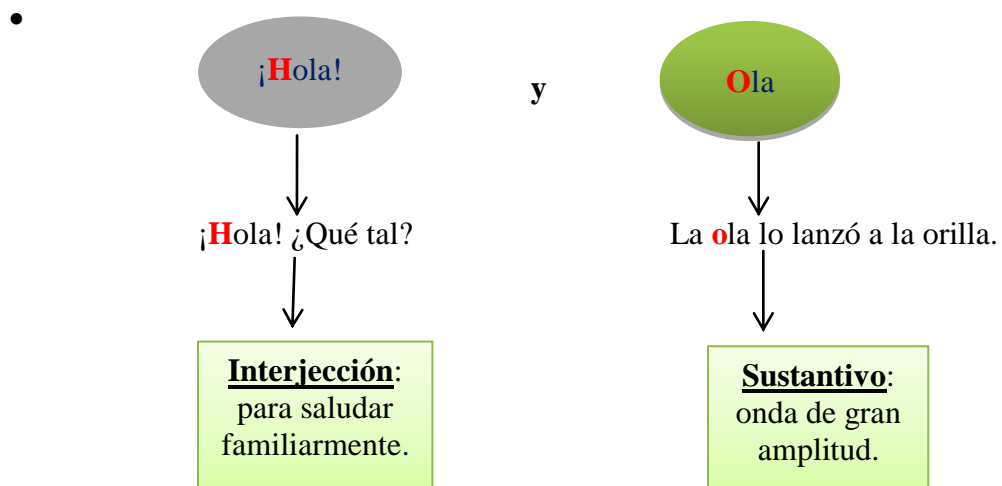 ¡Hola!
y
Ola
¡Hola! ¿Qué tal?
La ola lo lanzó a la orilla.
Interjección:
para saludar
familiarmente.
Sustantivo:
onda de gran
amplitud.